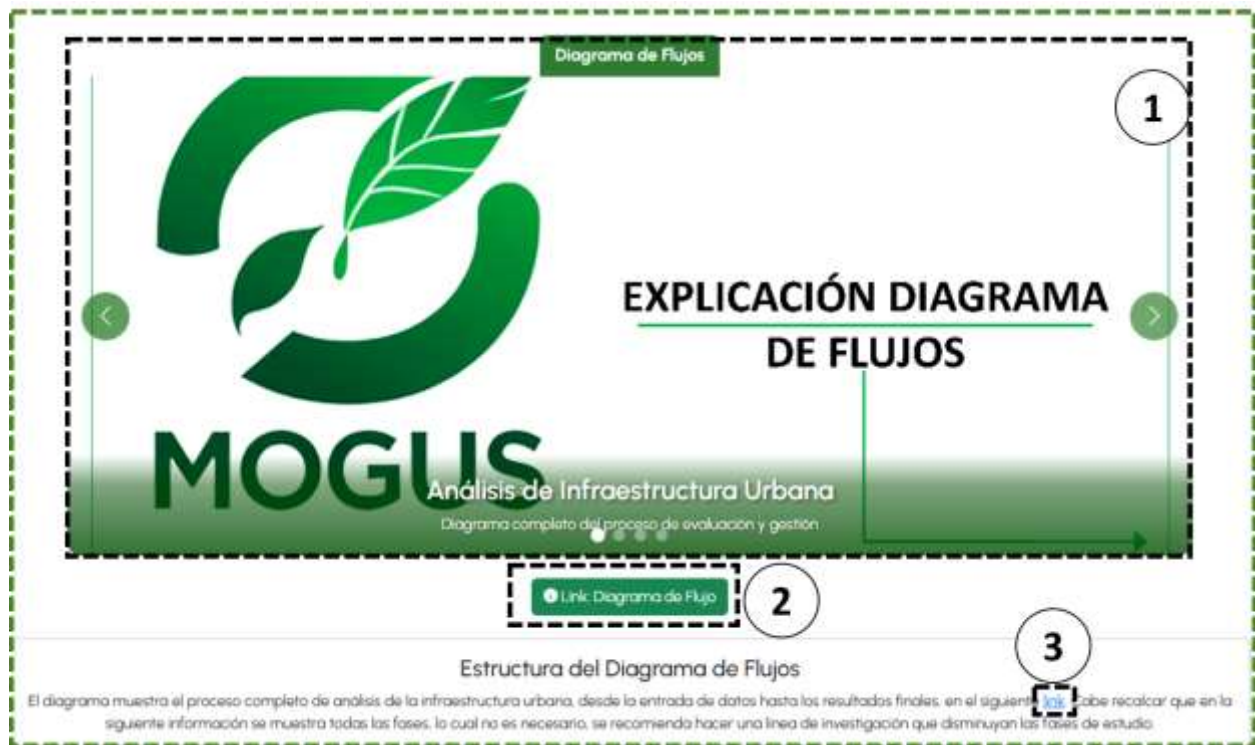 Diagrama de Flujos
1
EXPLICACIÓN DIAGRAMA
DE FLUJOS
MOGUS
Análisis de Infraestructura Urbana
Diagrama completo del proceso de evaluación y gestión
Link: Diagrama de Flujo
2
3
Estructura del Diagrama de Flujos
El diagrama muestra el proceso completo de análisis de la infraestructura urbana, desde la entrada de datos hasta los resultados finales, en el siguiente link. Cabe recalcar que en la
siguiente información se muestra todas las fases, lo cual no es necesario, se recomienda hacer una linea de investigación que disminuyan las fases de estudio.